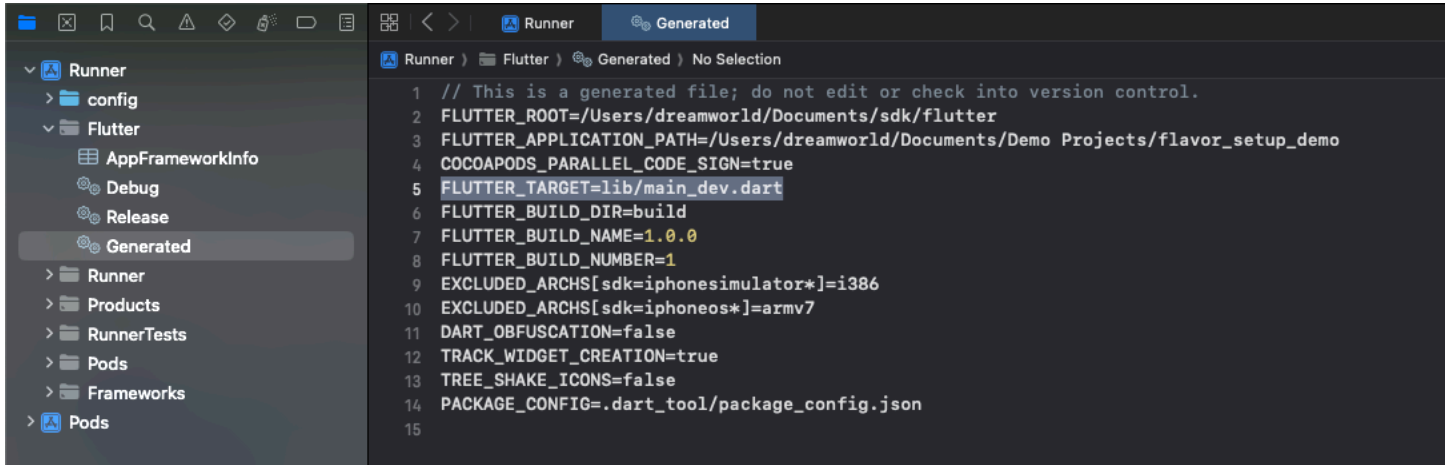 Runner
config
Flutter
AppFrameworkInfo
Debug
Release
Generated
Runner
Products
RunnerTests
Pods
Frameworks
Pods
Runner Generated
Runner Flutter Generated No Selection
1 // This is a generated file; do not edit or check into version control.
2 FLUTTER_ROOT=/Users/dreamworld/Documents/sdk/flutter
3 FLUTTER_APPLICATION_PATH=/Users/dreamworld/Documents/Demo Projects/flavor_setup_demo
4 COCOAPODS_PARALLEL_CODE_SIGN=true
5 FLUTTER_TARGET=lib/main_dev.dart
6 FLUTTER_BUILD_DIR=build
7 FLUTTER_BUILD_NAME=1.0.0
8 FLUTTER_BUILD_NUMBER=1
9 EXCLUDED_ARCHS[sdk=iphonesimulator*]=i386
10 EXCLUDED_ARCHS[sdk=iphoneos*]=armv7
11 DART_OBFUSCATION=false
12 TRACK_WIDGET_CREATION=true
13 TREE_SHAKE_ICONS=false
14 PACKAGE_CONFIG=.dart_tool/package_config.json
15